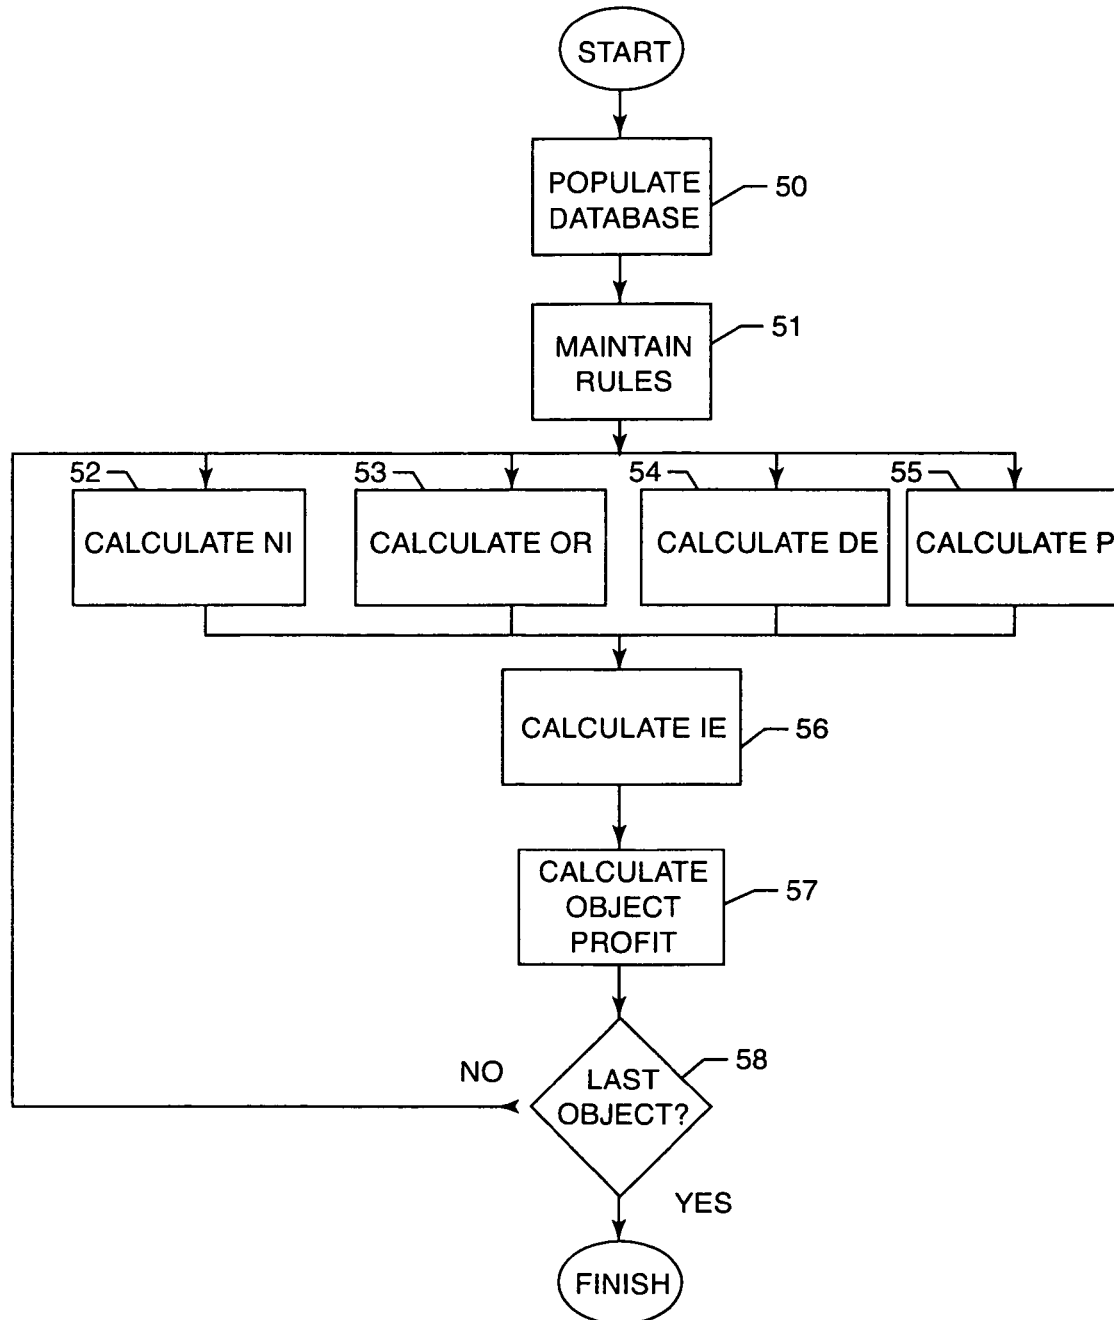 START
POPULATE
DATABASE
50
MAINTAIN
RULES
51
52
53
54
55
CALCULATE NI
CALCULATE OR
CALCULATE DE
CALCULATE P
CALCULATE IE
56
CALCULATE
OBJECT
PROFIT
57
58
NO
LAST
OBJECT?
YES
FINISH